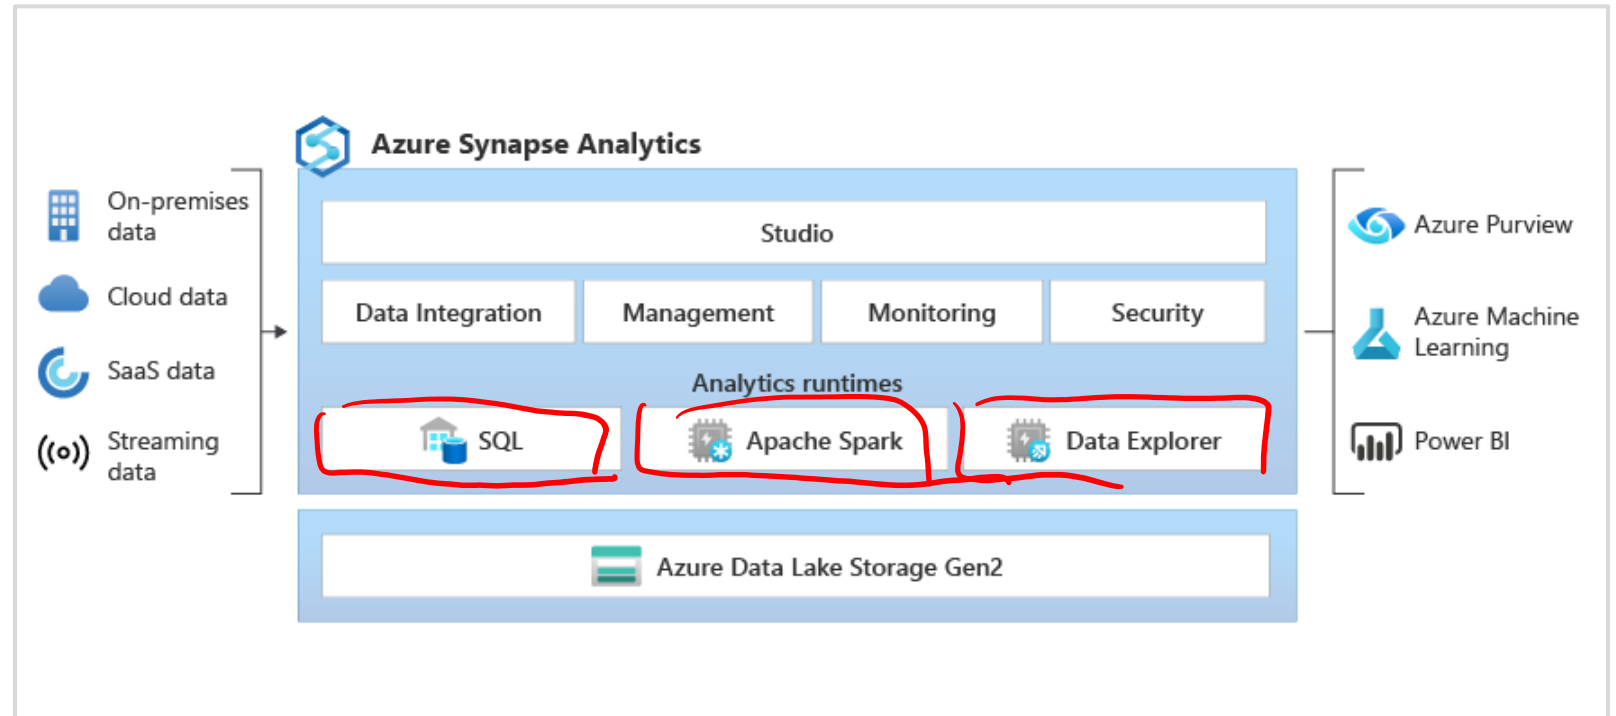 Azure Synapse Analytics
On-premises
data
Cloud data
SaaS data
Streaming
data
Studio
Data Integration
Management
Monitoring
Security
Analytics runtimes
SQL
Apache Spark
Data Explorer
Azure Data Lake Storage Gen2
Azure Purview
Azure Machine
Learning
Power BI